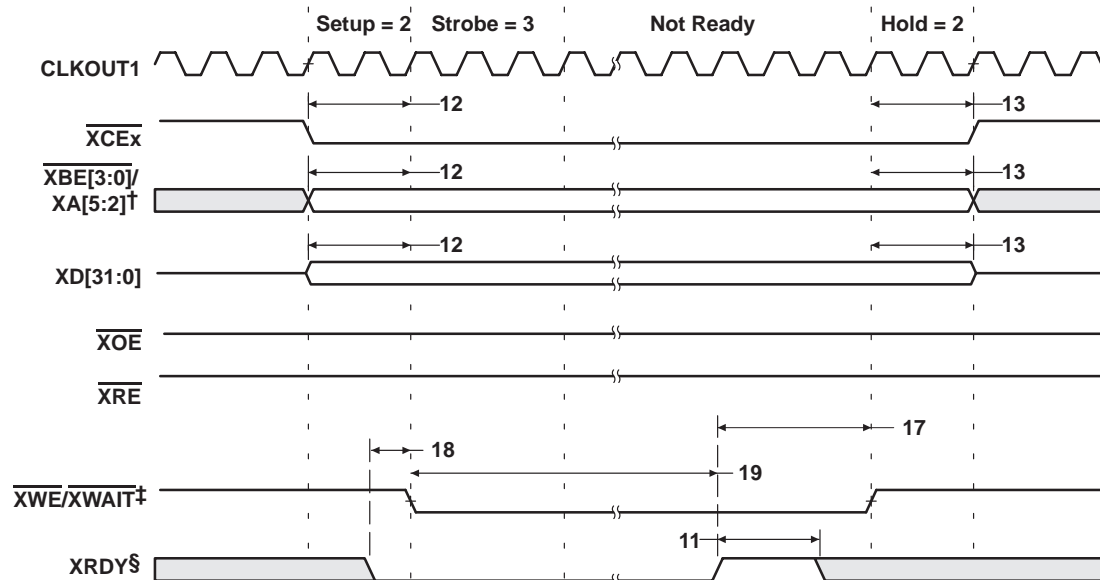 Setup = 2 Strobe = 3 Not Ready Hold = 2
CLKOUT1
12 13
XCEx
XBE[3:0]/
12 13
XA[5:2]†
12 13
XD[31:0]
XOE
XRE
17
18
19
XWE/XWAIT‡
11
XRDY§